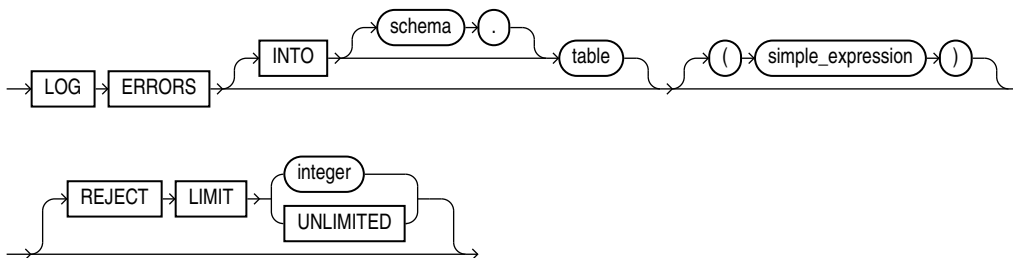 schema .
INTO table ( simple_expression )
LOG ERRORS
integer
REJECT LIMIT
UNLIMITED